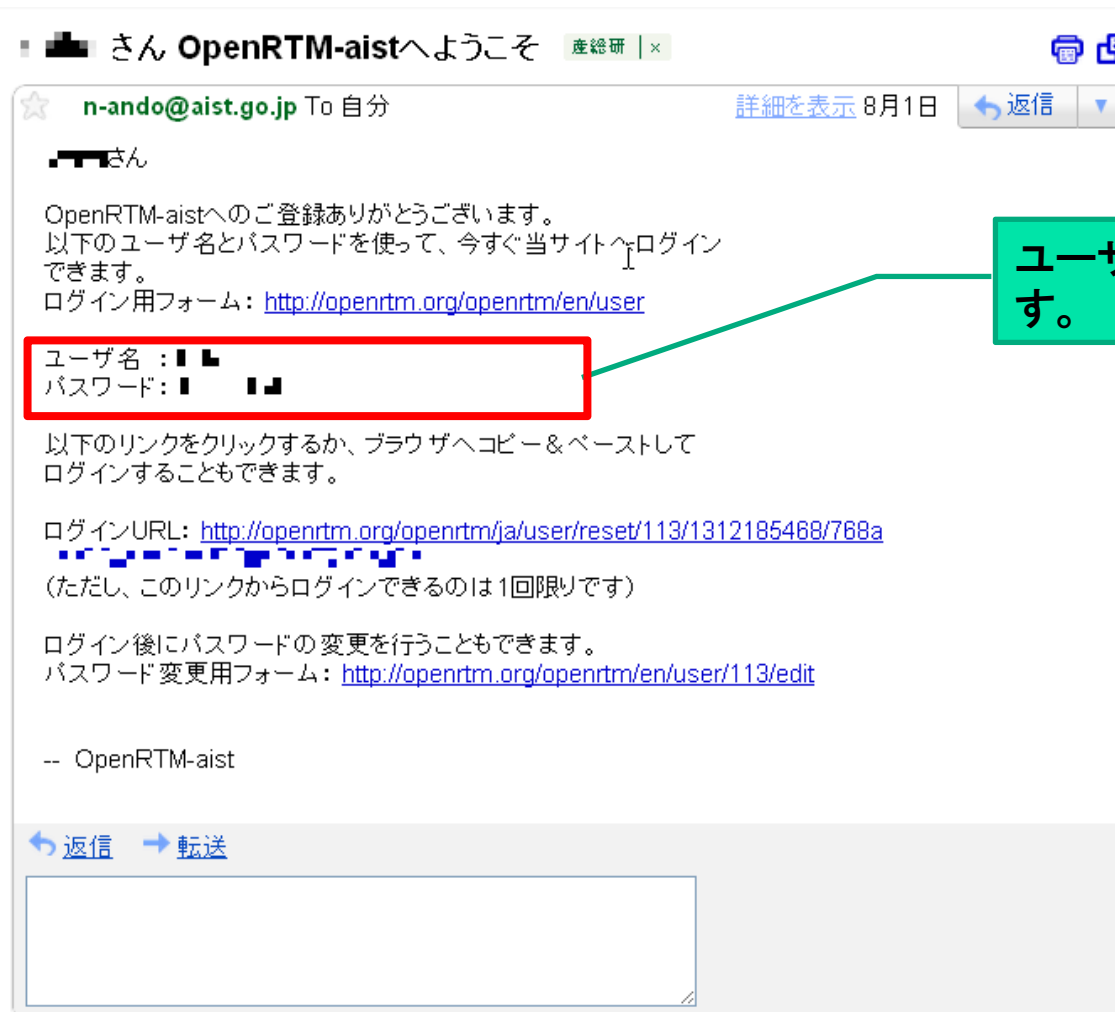 さん OpenRTM-aistへようこそ 産総研 | ×
n-ando@aist.go.jp To 自分 詳細を表示 8月1日 返信
さん
OpenRTM-aistへのご登録ありがとうございます。
以下のユーザ名とパスワードを使って、今すぐ当サイトへログイン
できます。
ログイン用フォーム: http://openrtm.org/openrtm/en/user
ユーザ
す。
ユーザ名 :
パスワード:
以下のリンクをクリックするか、ブラウザへコピー&ペーストして
ログインすることもできます。
ログインURL: http://openrtm.org/openrtm/ja/user/reset/113/1312185468/768a
(ただし、このリンクからログインできるのは1回限りです)
ログイン後にパスワードの変更を行うこともできます。
パスワード変更用フォーム: http://openrtm.org/openrtm/en/user/113/edit
-- OpenRTM-aist
返信 転送